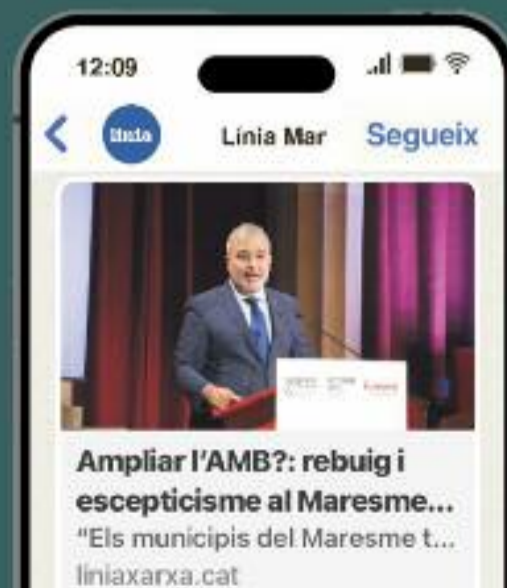 12:09
línia
Línia Mar
Segueix
Ampliar l'AMB?: rebuig i
escepticisme al Maresme...
"Els municipis del Maresme t...
liniaxarxa.cat